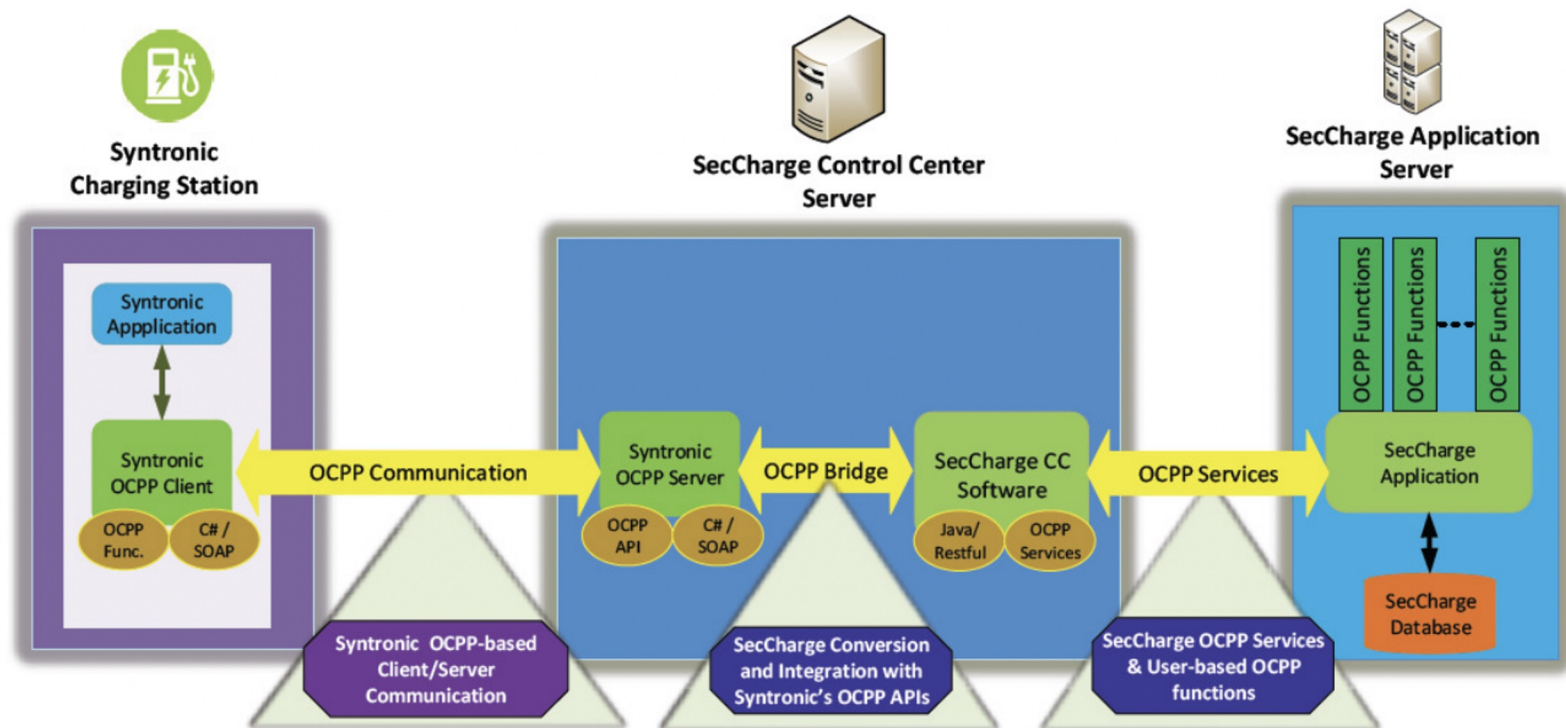 Syntronic
Charging Station
SecCharge Control Center
Server
SecCharge Application
Server
Syntronic
Appplication
Syntronic
OCPP Client
OCPP
Func.
C# /
SOAP
OCPP Communication
Syntronic
OCPP Server
OCPP
API
C# /
SOAP
OCPP Bridge
SecCharge CC
Software
Java/
Restful
OCPP
Services
OCPP Services
OCPP Functions
OCPP Functions
OCPP Functions
SecCharge
Application
SecCharge
Database
Syntronic OCPP-based
Client/Server
Communication
SecCharge Conversion
and Integration with
Syntronic's OCPP APIs
SecCharge OCPP Services
& User-based OCPP
functions